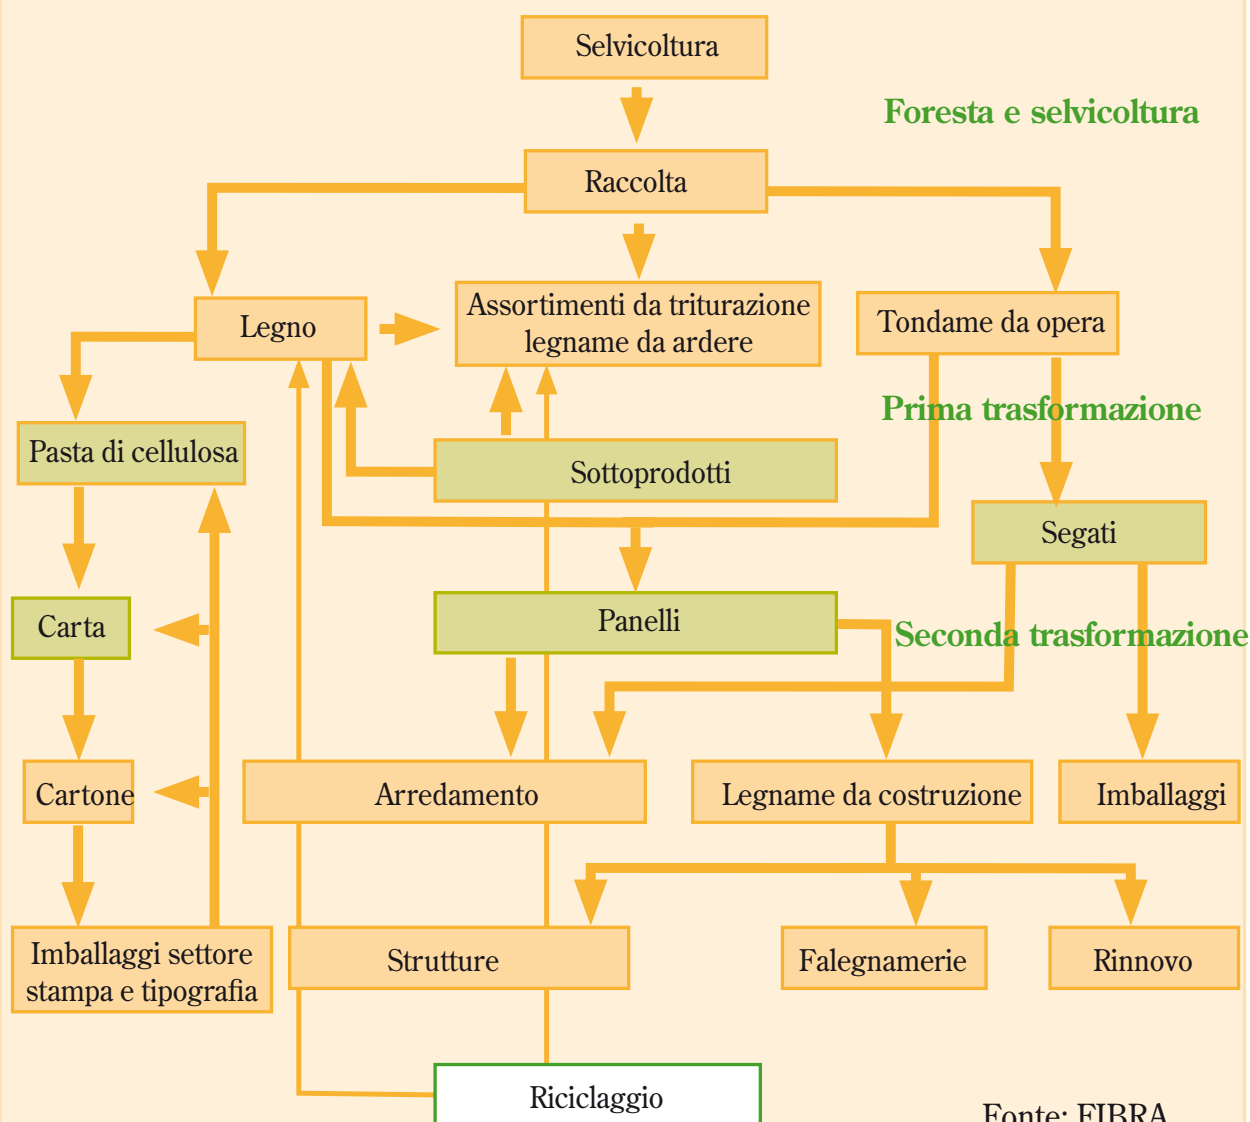 Selvicoltura
Foresta e selvicoltura
Raccolta
Legno
Assortimenti da triturazione
legname da ardere
Tondame da opera
Prima trasformazione
Pasta di cellulosa
Sottoprodotti
Segati
Carta
Panelli
Seconda trasformazione
Cartone
Arredamento
Legname da costruzione
Imballaggi
Imballaggi settore
stampa e tipografia
Strutture
Falegnamerie
Rinnovo
Riciclaggio
Fonte: FIBRA